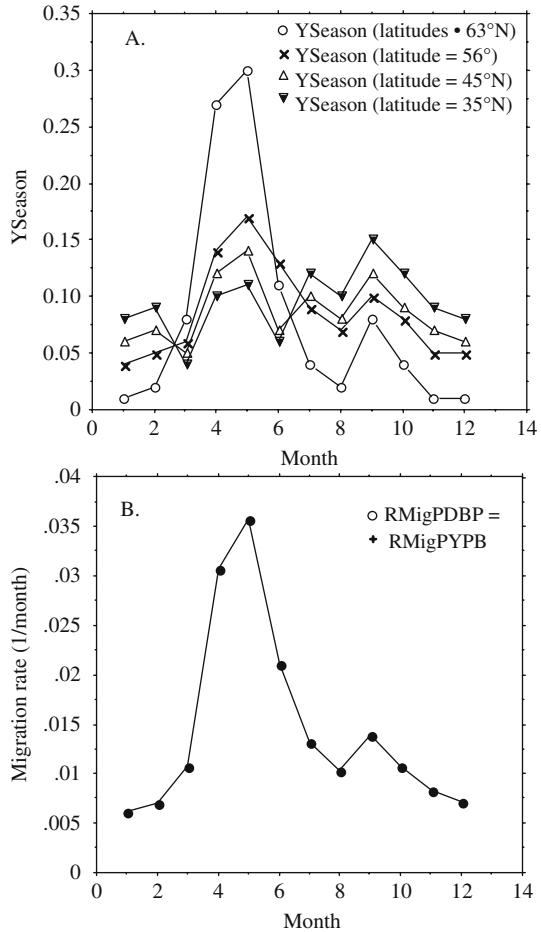 A.
YSeason (latitudes • 63°N)
YSeason (latitude = 56°)
YSeason (latitude = 45°N)
YSeason (latitude = 35°N)
0.35
0.3
0.25
0.20
0.15
0.10
0.05
0
YSeason
0 2 4 6 8 10 12 14
Month
B.
RMigPDBP =
RMigPYPB
.04
.035
.03
.025
.02
.015
.01
.005
0
Migration rate (1/month)
0 2 4 6 8 10 12 14
Month